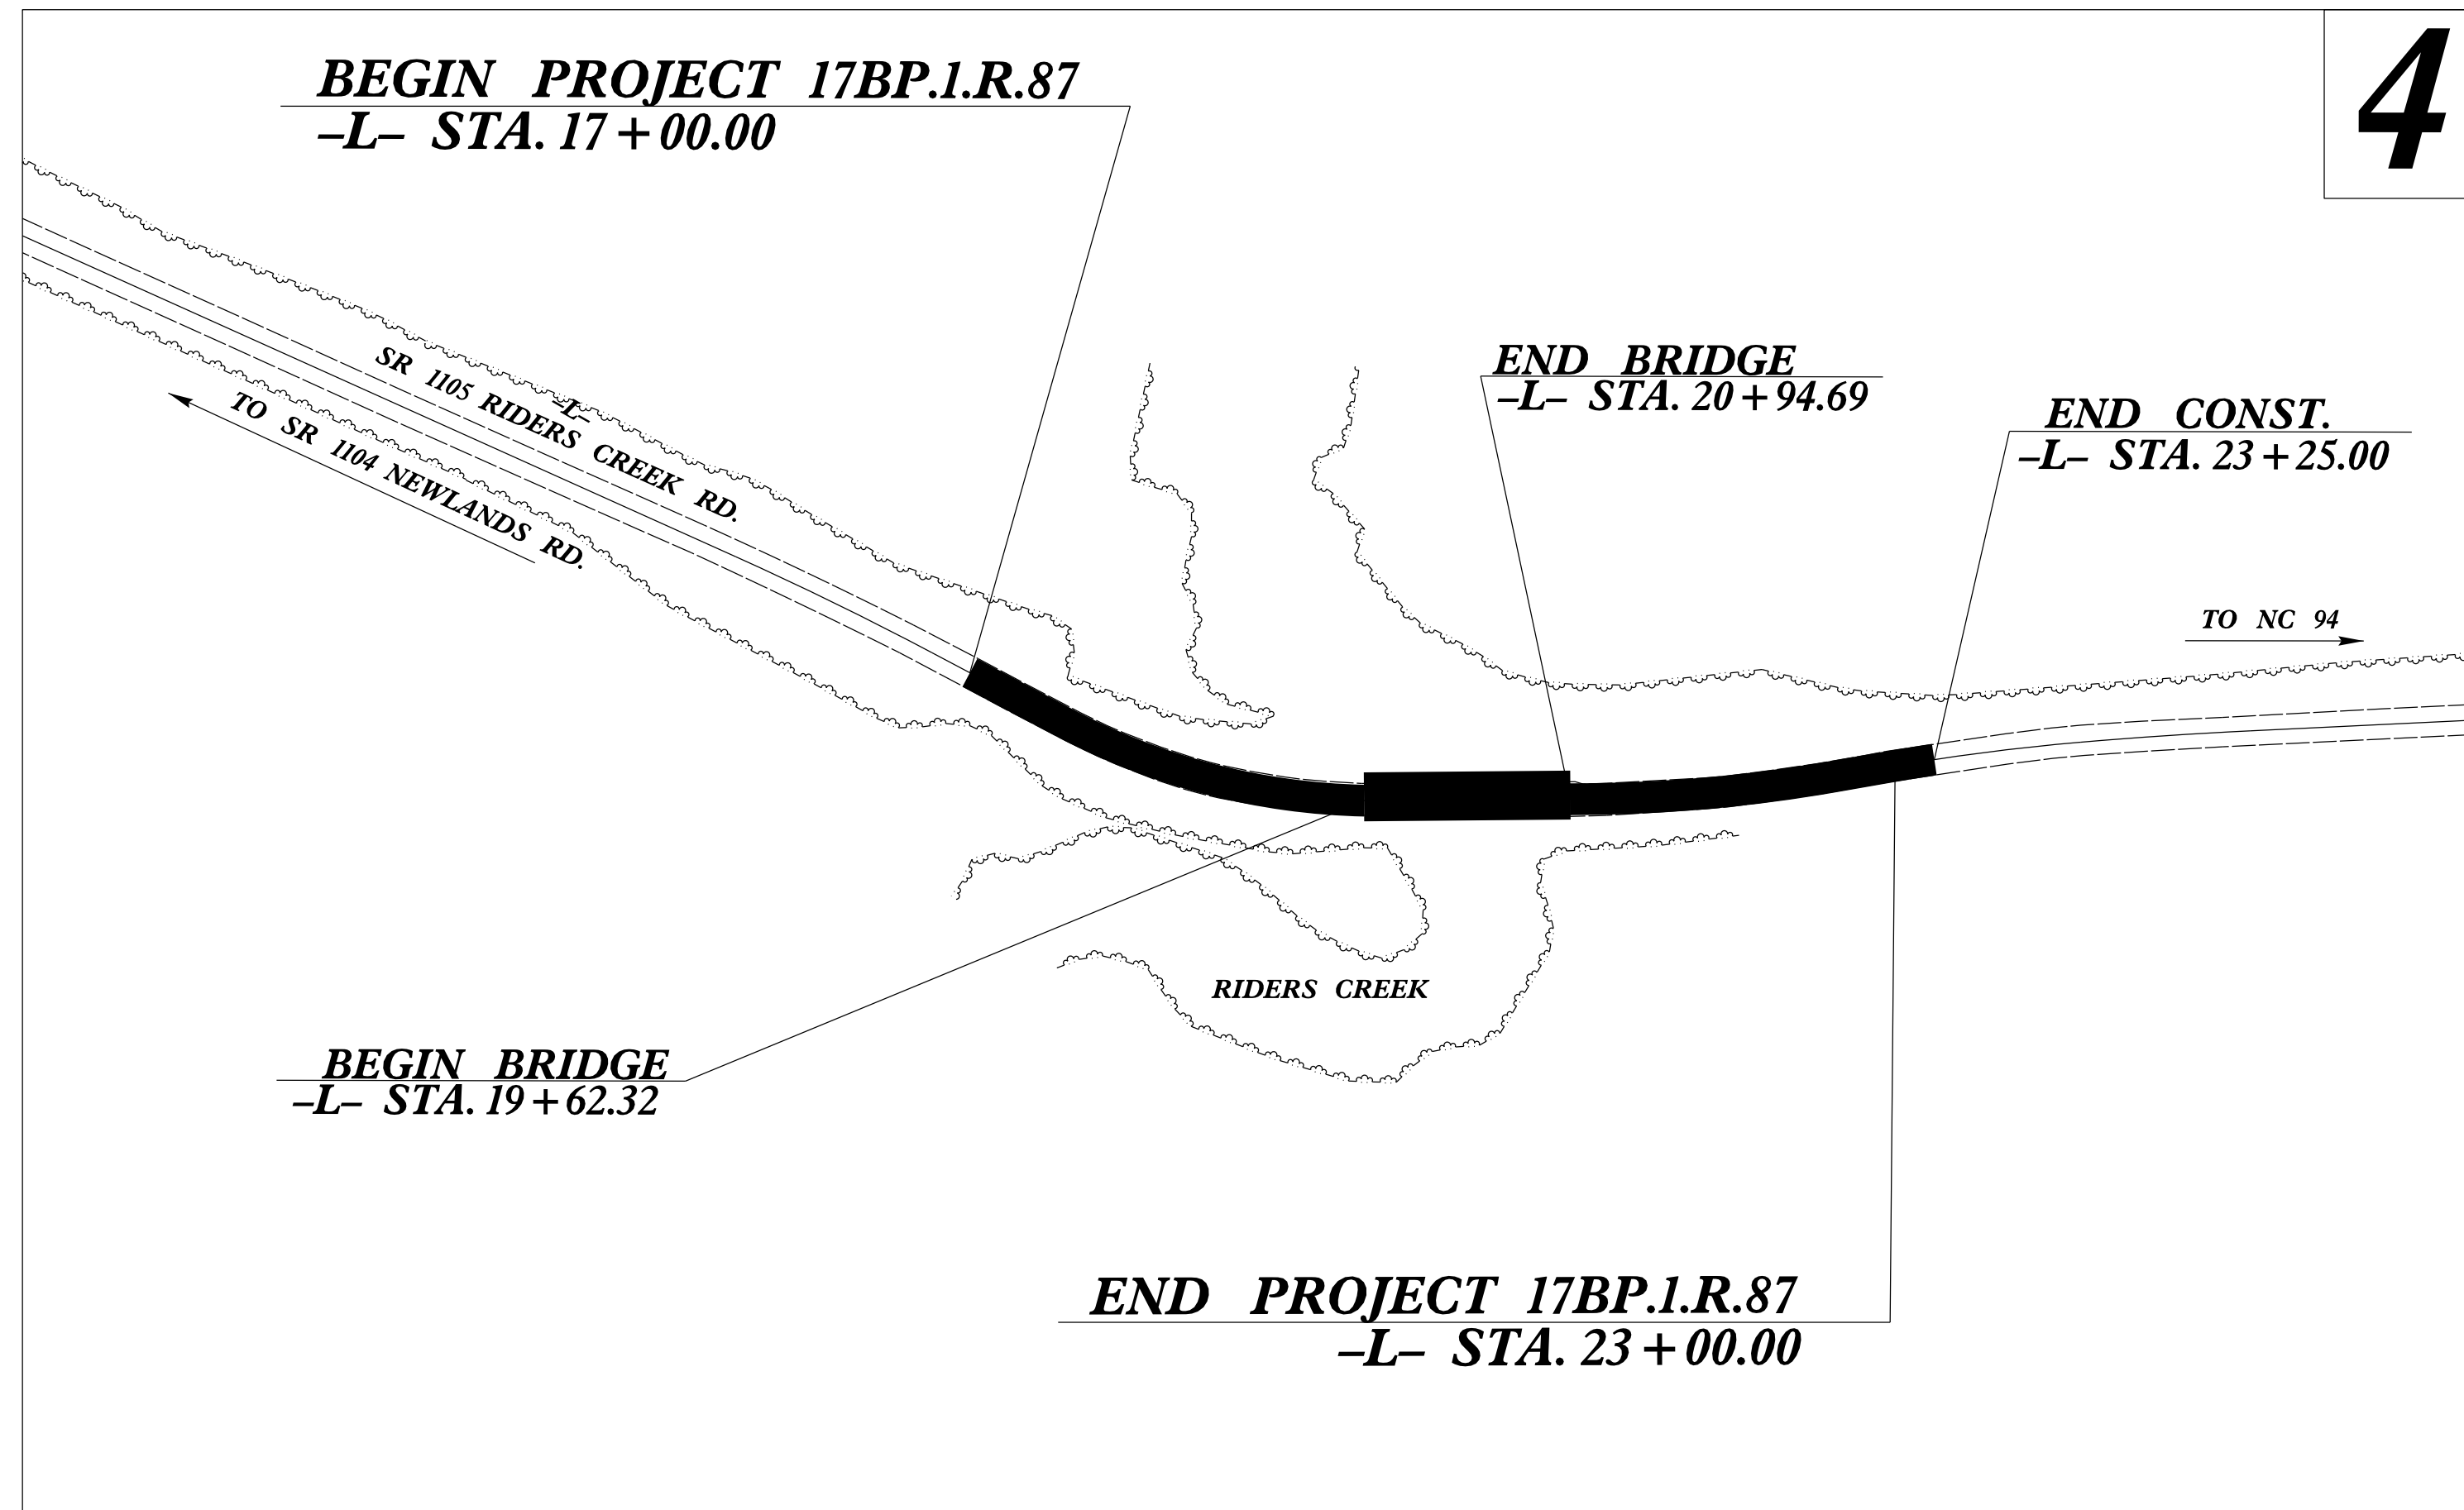 4
BEGIN PROJECT 17BP.1.R.87
–L– STA. 17+00.00
END BRIDGE
–L– STA. 20+94.69
END CONST.
–L– STA. 23+25.00
–L–
SR 1105 RIDERS CREEK RD.
TO SR 1104 NEWLANDS RD.
TO NC 94
RIDERS CREEK
BEGIN BRIDGE
–L– STA. 19+62.32
END PROJECT 17BP.1.R.87
–L– STA. 23+00.00